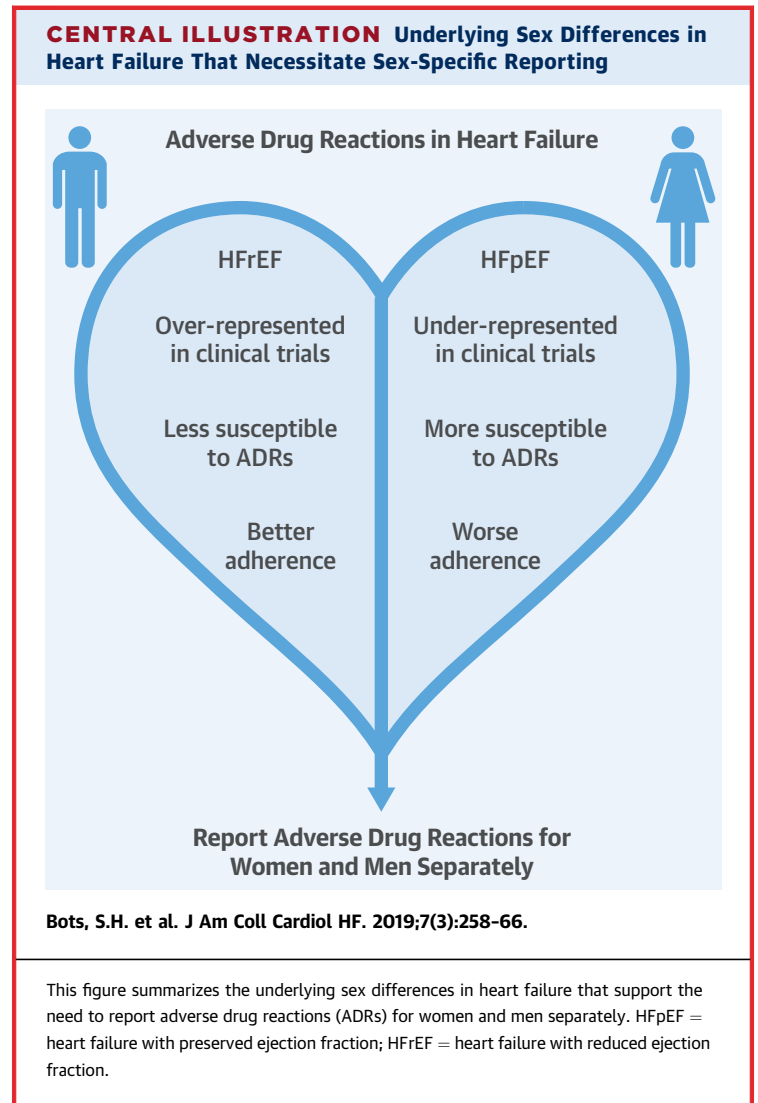 CENTRAL ILLUSTRATION Underlying Sex Differences in
Heart Failure That Necessitate Sex-Specific Reporting
Adverse Drug Reactions in Heart Failure
HFrEF
Over-represented
in clinical trials
Less susceptible
to ADRs
Better
adherence
HFpEF
Under-represented
in clinical trials
More susceptible
to ADRs
Worse
adherence
Report Adverse Drug Reactions for
Women and Men Separately
Bots, S.H. et al. J Am Coll Cardiol HF. 2019;7(3):258–66.
This figure summarizes the underlying sex differences in heart failure that support the
need to report adverse drug reactions (ADRs) for women and men separately. HFpEF =
heart failure with preserved ejection fraction; HFrEF = heart failure with reduced ejection
fraction.